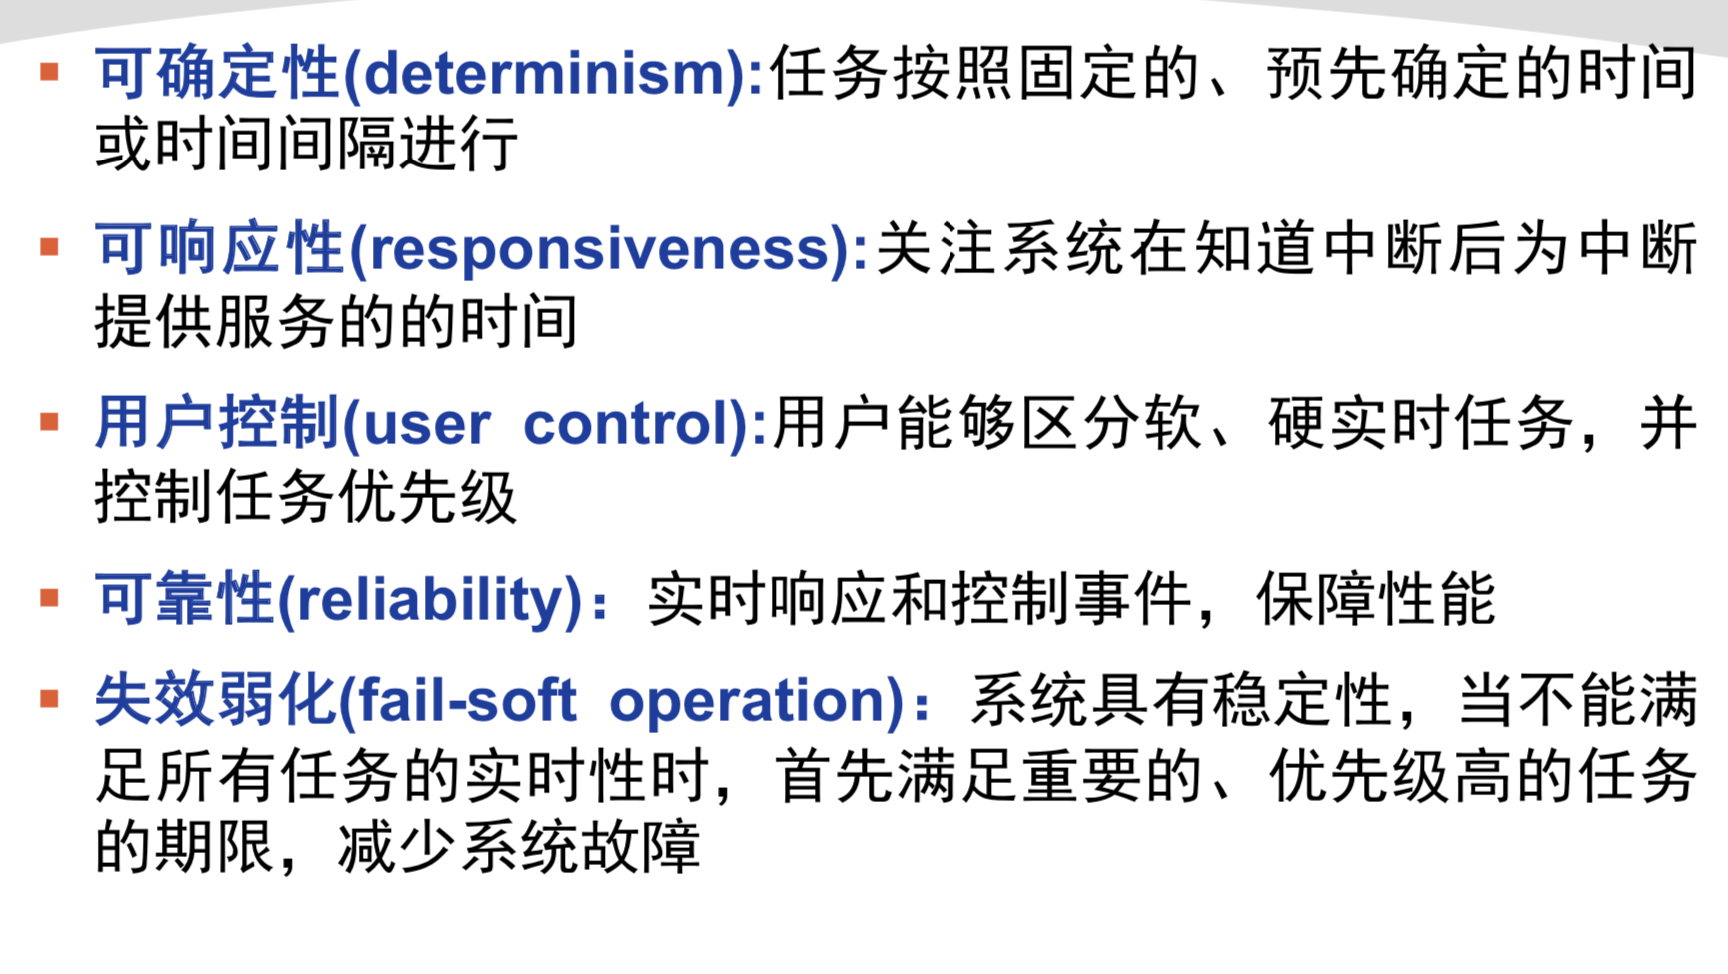 ▪ 可确定性(determinism):任务按照固定的、预先确定的时间
或时间间隔进行
▪ 可响应性(responsiveness):关注系统在知道中断后为中断
提供服务的的时间
▪ 用户控制(user control):用户能够区分软、硬实时任务，并
控制任务优先级
▪ 可靠性(reliability)：实时响应和控制事件，保障性能
▪ 失效弱化(fail-soft operation)：系统具有稳定性，当不能满
足所有任务的实时性时，首先满足重要的、优先级高的任务
的期限，减少系统故障